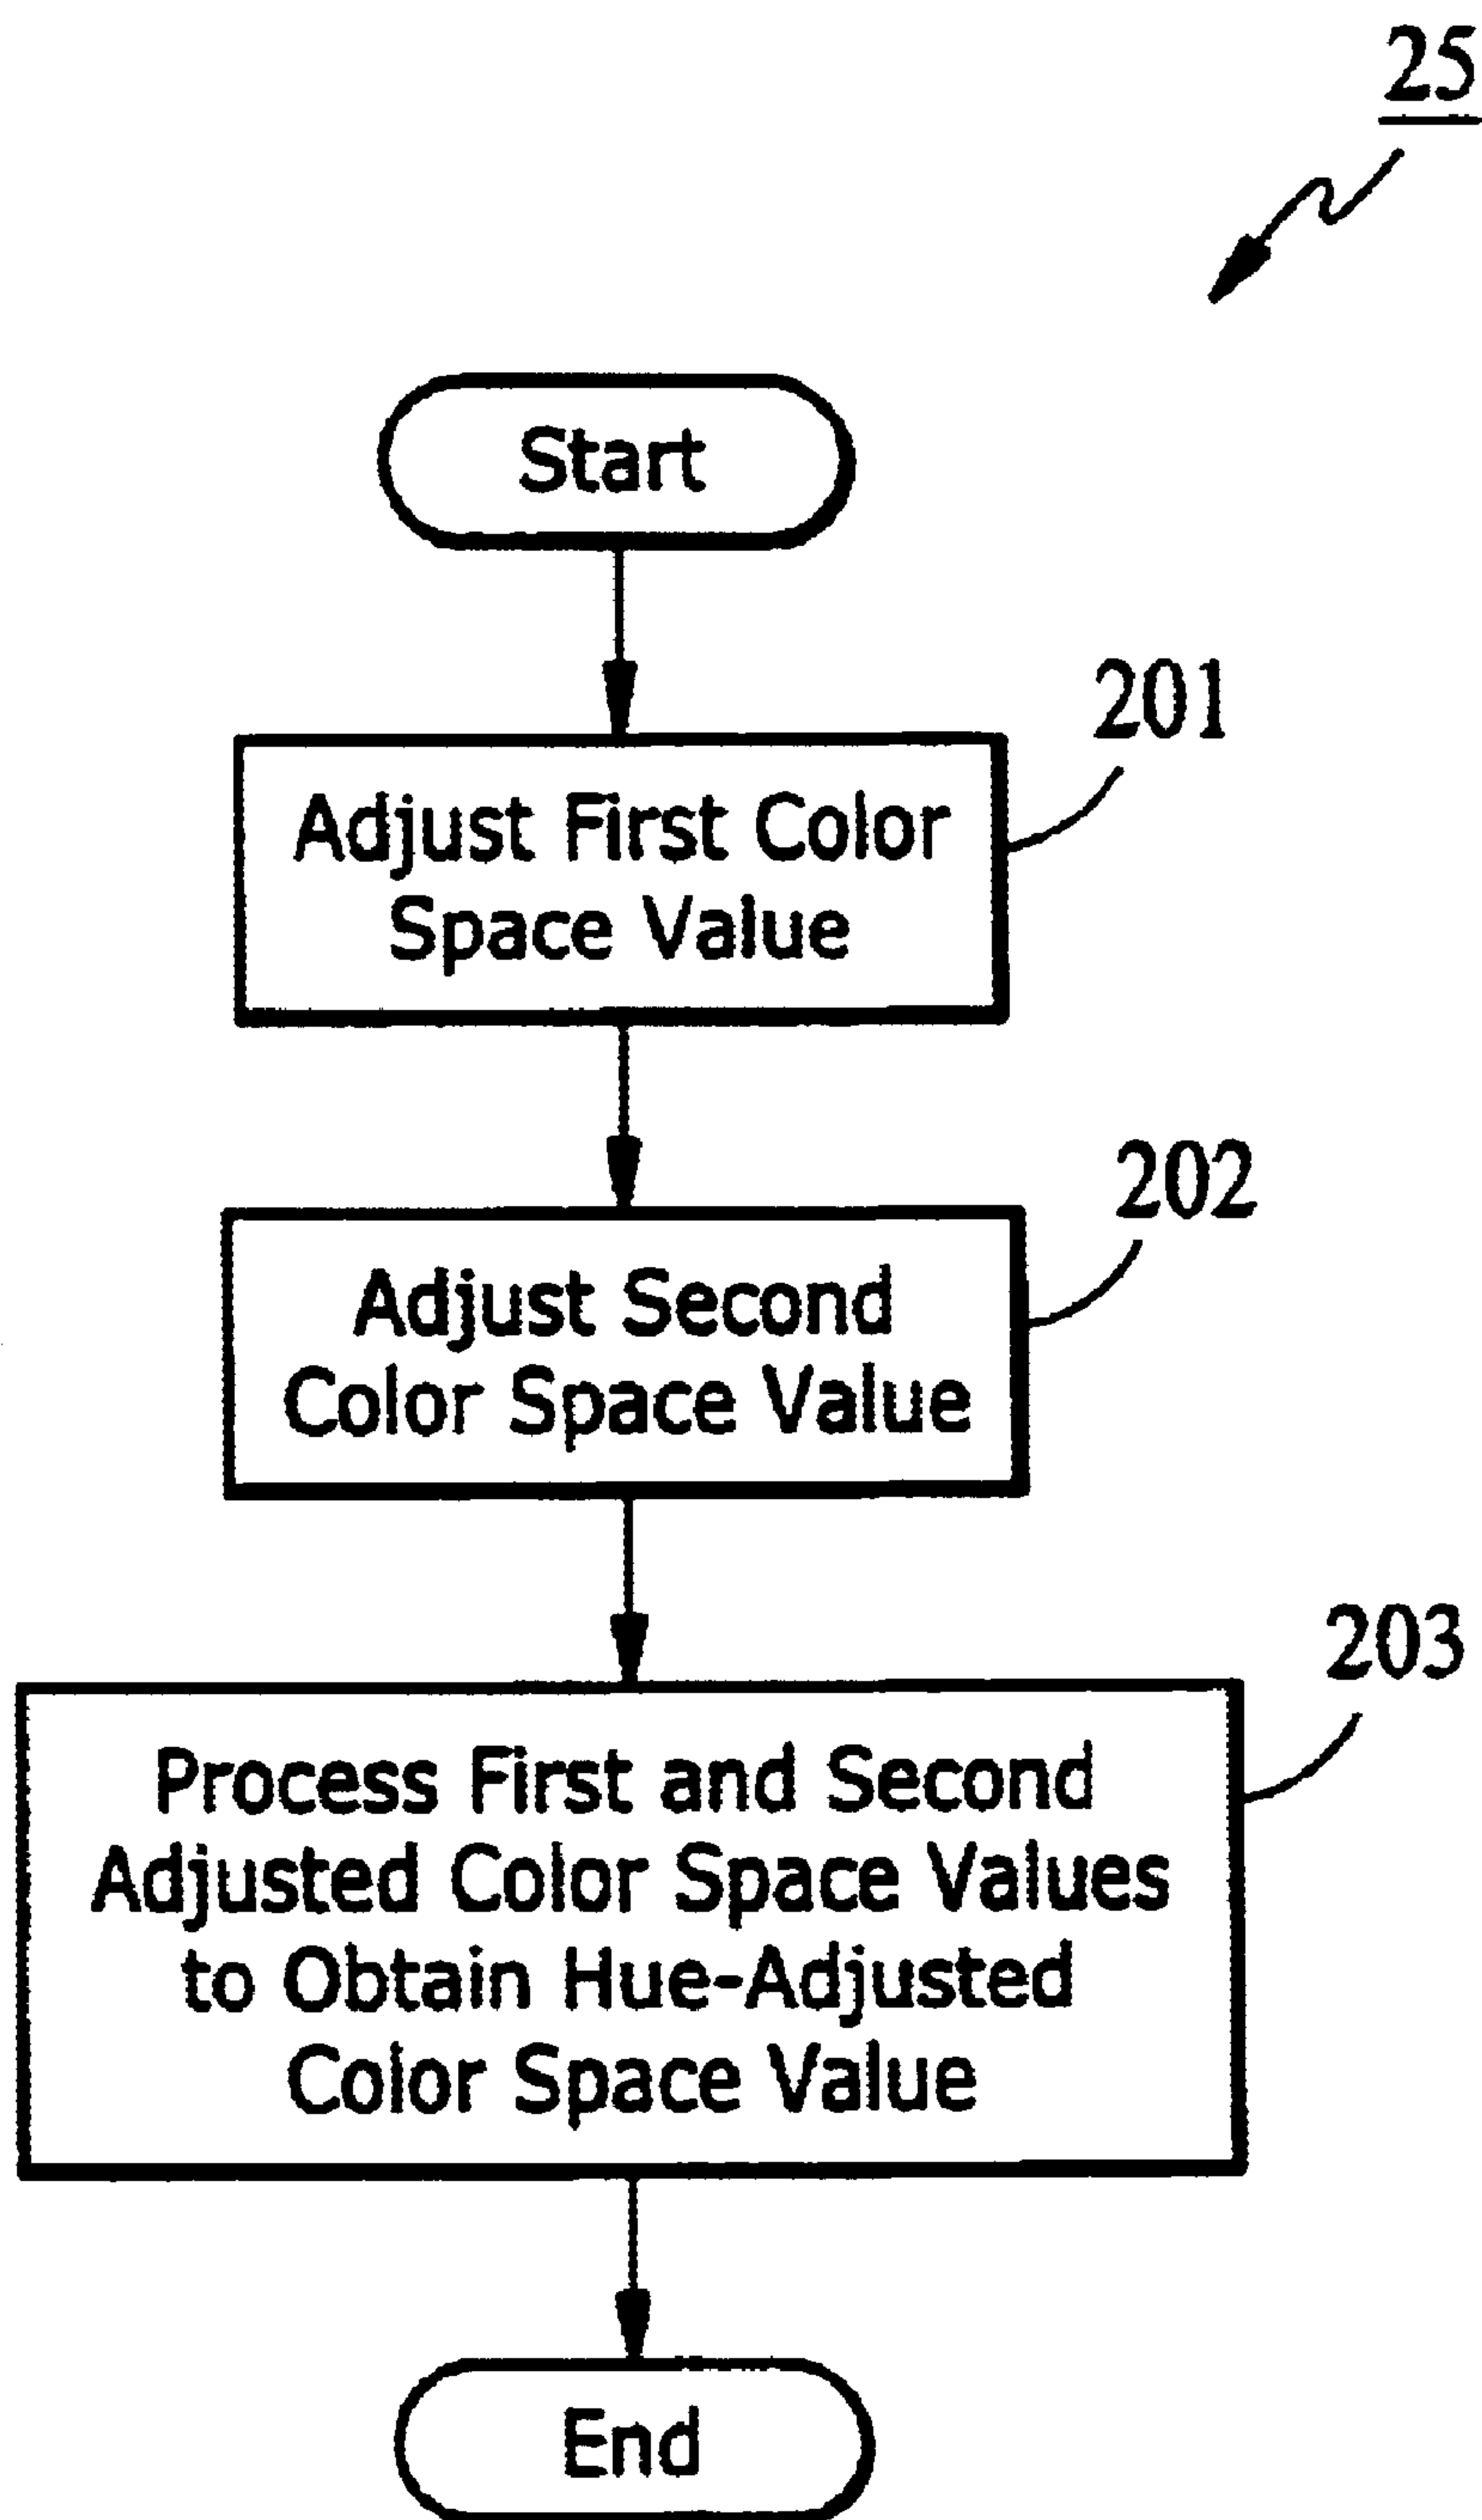 25
Start
201
Adjust First Color
Space Value
202
Adjust Second
Color Space Value
203
Process First and Second
Adjusted Color Space Values
to Obtain Hue-Adjusted
Color Space Value
End